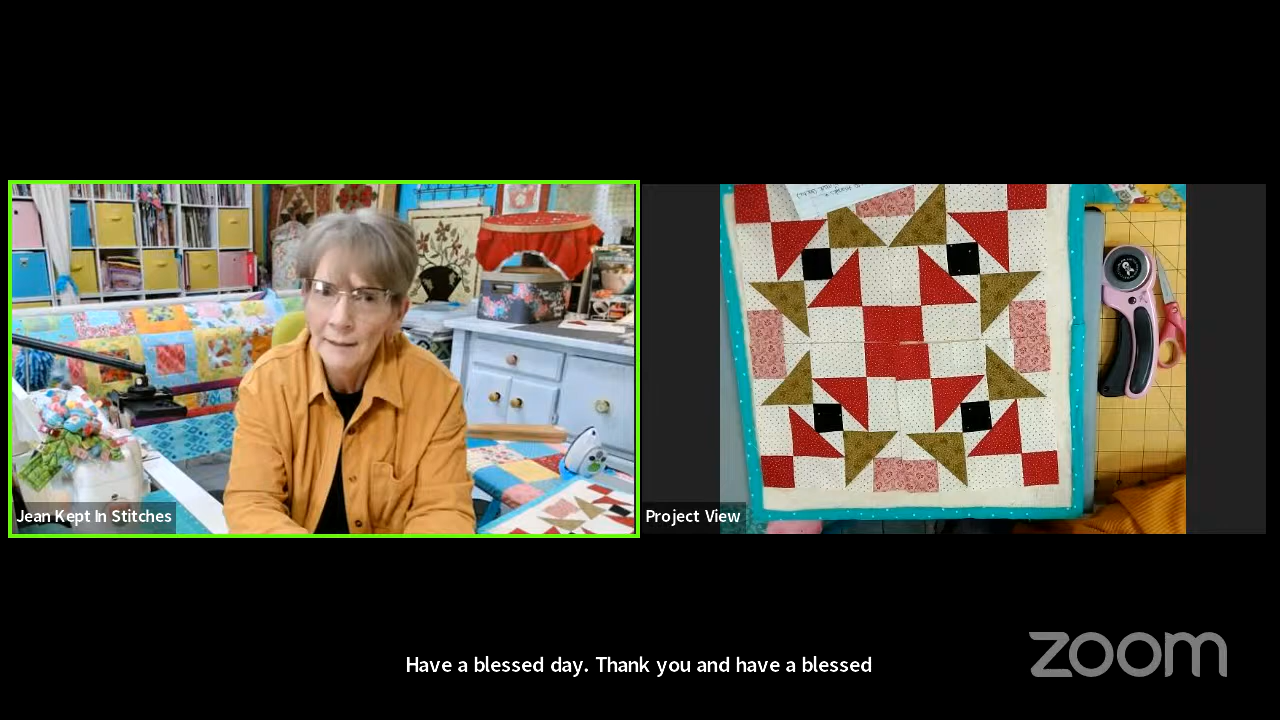 Jean Kept In Stitches
Project View
Have a blessed day. Thank you and have a blessed
zoom